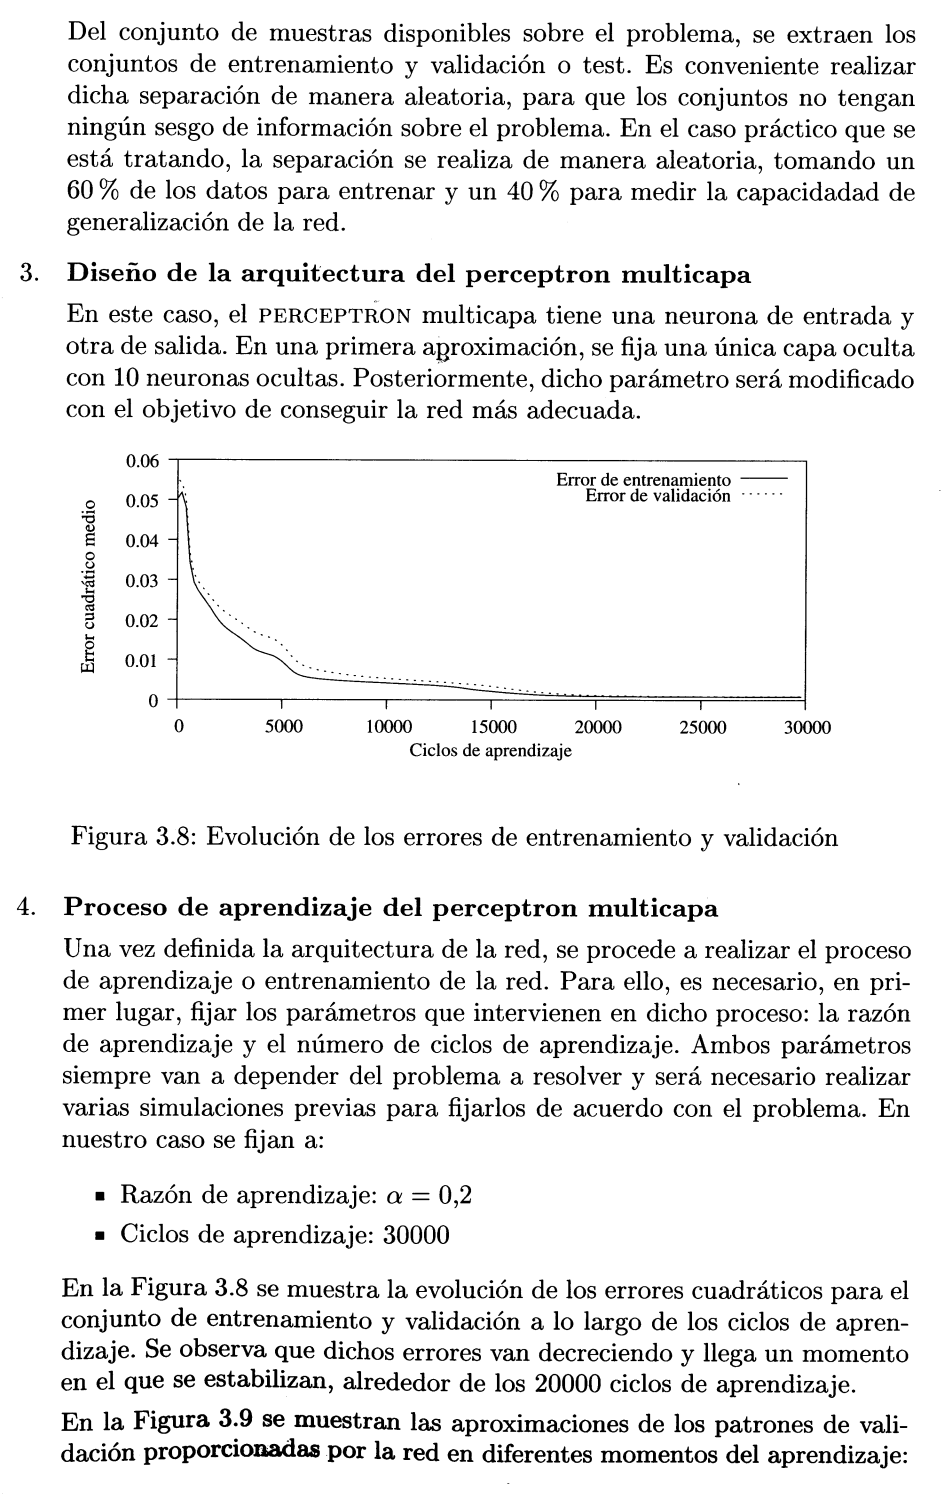 Del conjunto de muestras disponibles sobre el problema, se extraen los
conjuntos de entrenamiento y validación o test. Es conveniente realizar
dicha separación de manera aleatoria, para que los conjuntos no tengan
ningún sesgo de información sobre el problema. En el caso práctico que se
está tratando, la separación se realiza de manera aleatoria, tomando un
60 % de los datos para entrenar y un 40 % para medir la capacidadad de
generalización de la red.
3. Diseño de la arquitectura del perceptron multicapa
En este caso, el PERCEPTRON multicapa tiene una neurona de entrada y
otra de salida. En una primera aproximación, se fija una única capa oculta
con 10 neuronas ocultas. Posteriormente, dicho parámetro será modificado
con el objetivo de conseguir la red más adecuada.
Error cuadrático medio
0.06
0.05
0.04
0.03
0.02
0.01
0
Error de entrenamiento
Error de validación
0 5000 10000 15000 20000 25000 30000
Ciclos de aprendizaje
Figura 3.8: Evolución de los errores de entrenamiento y validación
4. Proceso de aprendizaje del perceptron multicapa
Una vez definida la arquitectura de la red, se procede a realizar el proceso
de aprendizaje o entrenamiento de la red. Para ello, es necesario, en pri-
mer lugar, fijar los parámetros que intervienen en dicho proceso: la razón
de aprendizaje y el número de ciclos de aprendizaje. Ambos parámetros
siempre van a depender del problema a resolver y será necesario realizar
varias simulaciones previas para fijarlos de acuerdo con el problema. En
nuestro caso se fijan a:
▪ Razón de aprendizaje: α = 0,2
▪ Ciclos de aprendizaje: 30000
En la Figura 3.8 se muestra la evolución de los errores cuadráticos para el
conjunto de entrenamiento y validación a lo largo de los ciclos de apren-
dizaje. Se observa que dichos errores van decreciendo y llega un momento
en el que se estabilizan, alrededor de los 20000 ciclos de aprendizaje.
En la Figura 3.9 se muestran las aproximaciones de los patrones de vali-
dación proporcionadas por la red en diferentes momentos del aprendizaje: